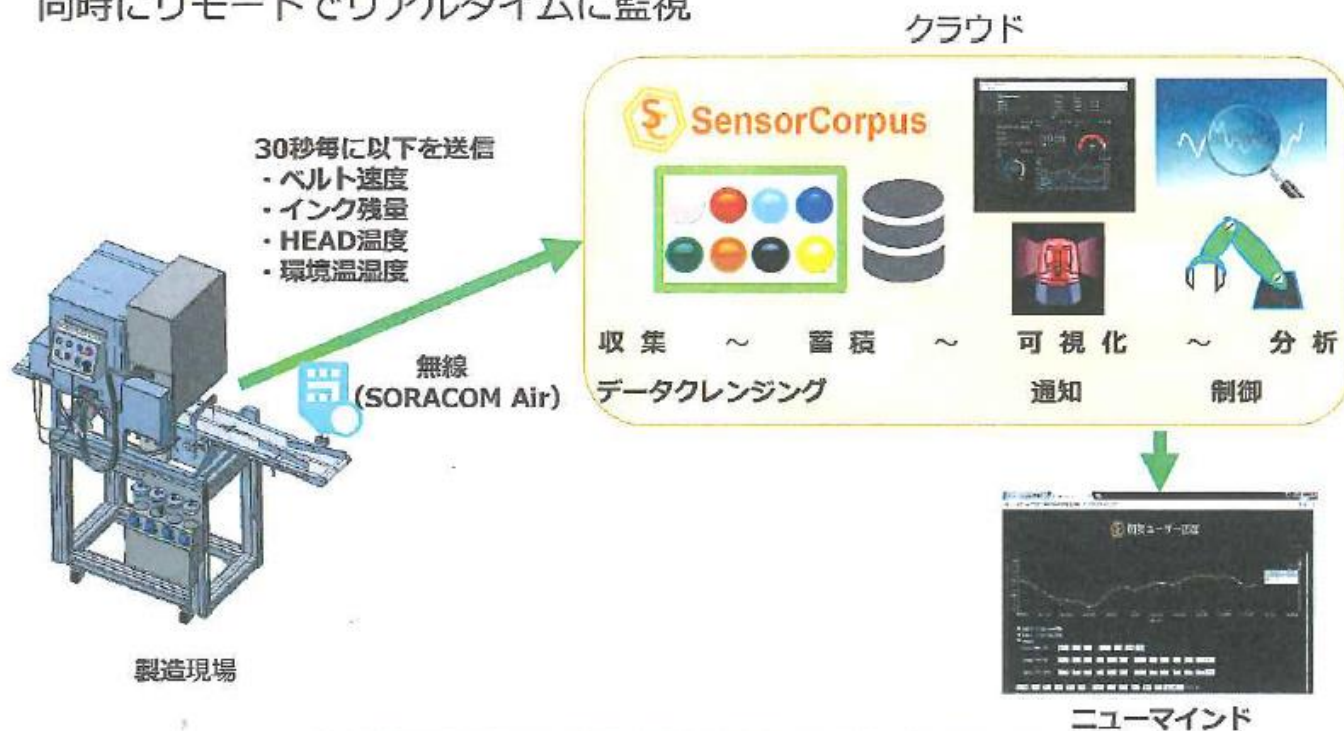 同時にリモートでリアルタイムに監視
クラウド
SensorCorpus
30秒毎に以下を送信
・ベルト速度
・インク残量
・HEAD温度
・環境温湿度
無線
（SORACOM Air）
収集 ～ 蓄積 ～ 可視化 ～ 分析
データクレンジング 通知 制御
製造現場
ニューマインド